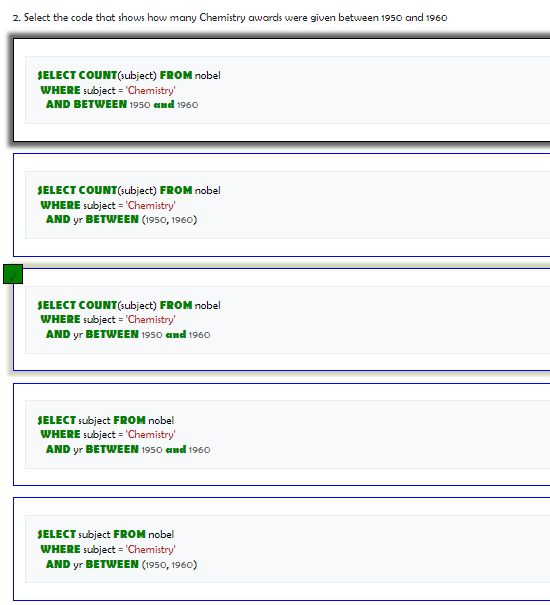 2. Select the code that shows how many Chemistry awards were given between 1950 and 1960
SELECT COUNT(subject) FROM nobel
WHERE subject = 'Chemistry'
AND BETWEEN 1950 and 1960
SELECT COUNT(subject) FROM nobel
WHERE subject = 'Chemistry'
AND yr BETWEEN (1950, 1960)
SELECT COUNT(subject) FROM nobel
WHERE subject = 'Chemistry'
AND yr BETWEEN 1950 and 1960
SELECT subject FROM nobel
WHERE subject = 'Chemistry'
AND yr BETWEEN 1950 and 1960
SELECT subject FROM nobel
WHERE subject = 'Chemistry'
AND yr BETWEEN (1950, 1960)